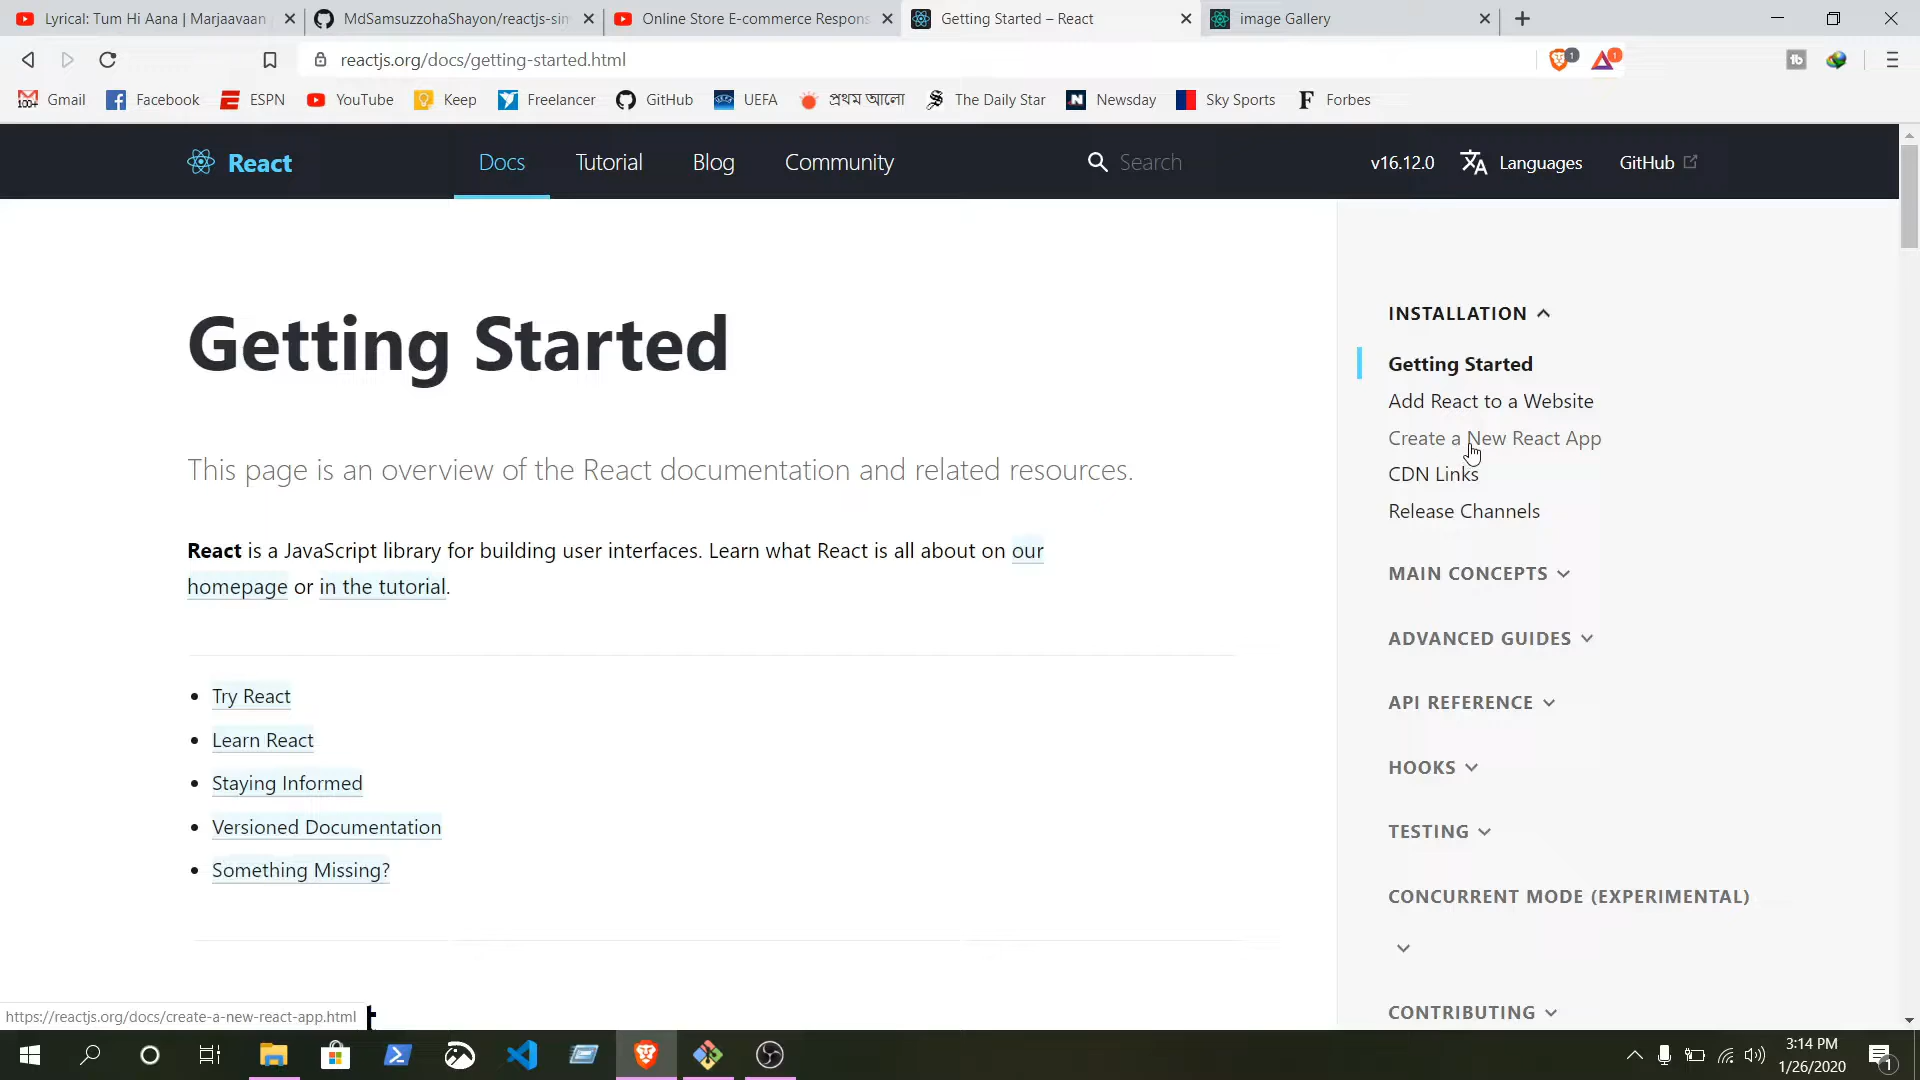 Lyrical: Tum Hi Aana | Marjaavaan
MdSamsuzzohaShayon/reactjs-sim
Online Store E-commerce Respons
Getting Started – React
image Gallery
reactjs.org/docs/getting-started.html
1
1
Gmail
Facebook
ESPN
YouTube
Keep
Freelancer
GitHub
UEFA
প্রথম আলো
The Daily Star
Newsday
Sky Sports
Forbes
React
Docs
Tutorial
Blog
Community
Search
v16.12.0
Languages
GitHub
Getting Started
This page is an overview of the React documentation and related resources.
React is a JavaScript library for building user interfaces. Learn what React is all about on our
homepage or in the tutorial.
Try React
Learn React
Staying Informed
Versioned Documentation
Something Missing?
INSTALLATION
Getting Started
Add React to a Website
Create a New React App
CDN Links
Release Channels
MAIN CONCEPTS
ADVANCED GUIDES
API REFERENCE
HOOKS
TESTING
CONCURRENT MODE (EXPERIMENTAL)
CONTRIBUTING
https://reactjs.org/docs/create-a-new-react-app.html
3:14 PM
1/26/2020
1